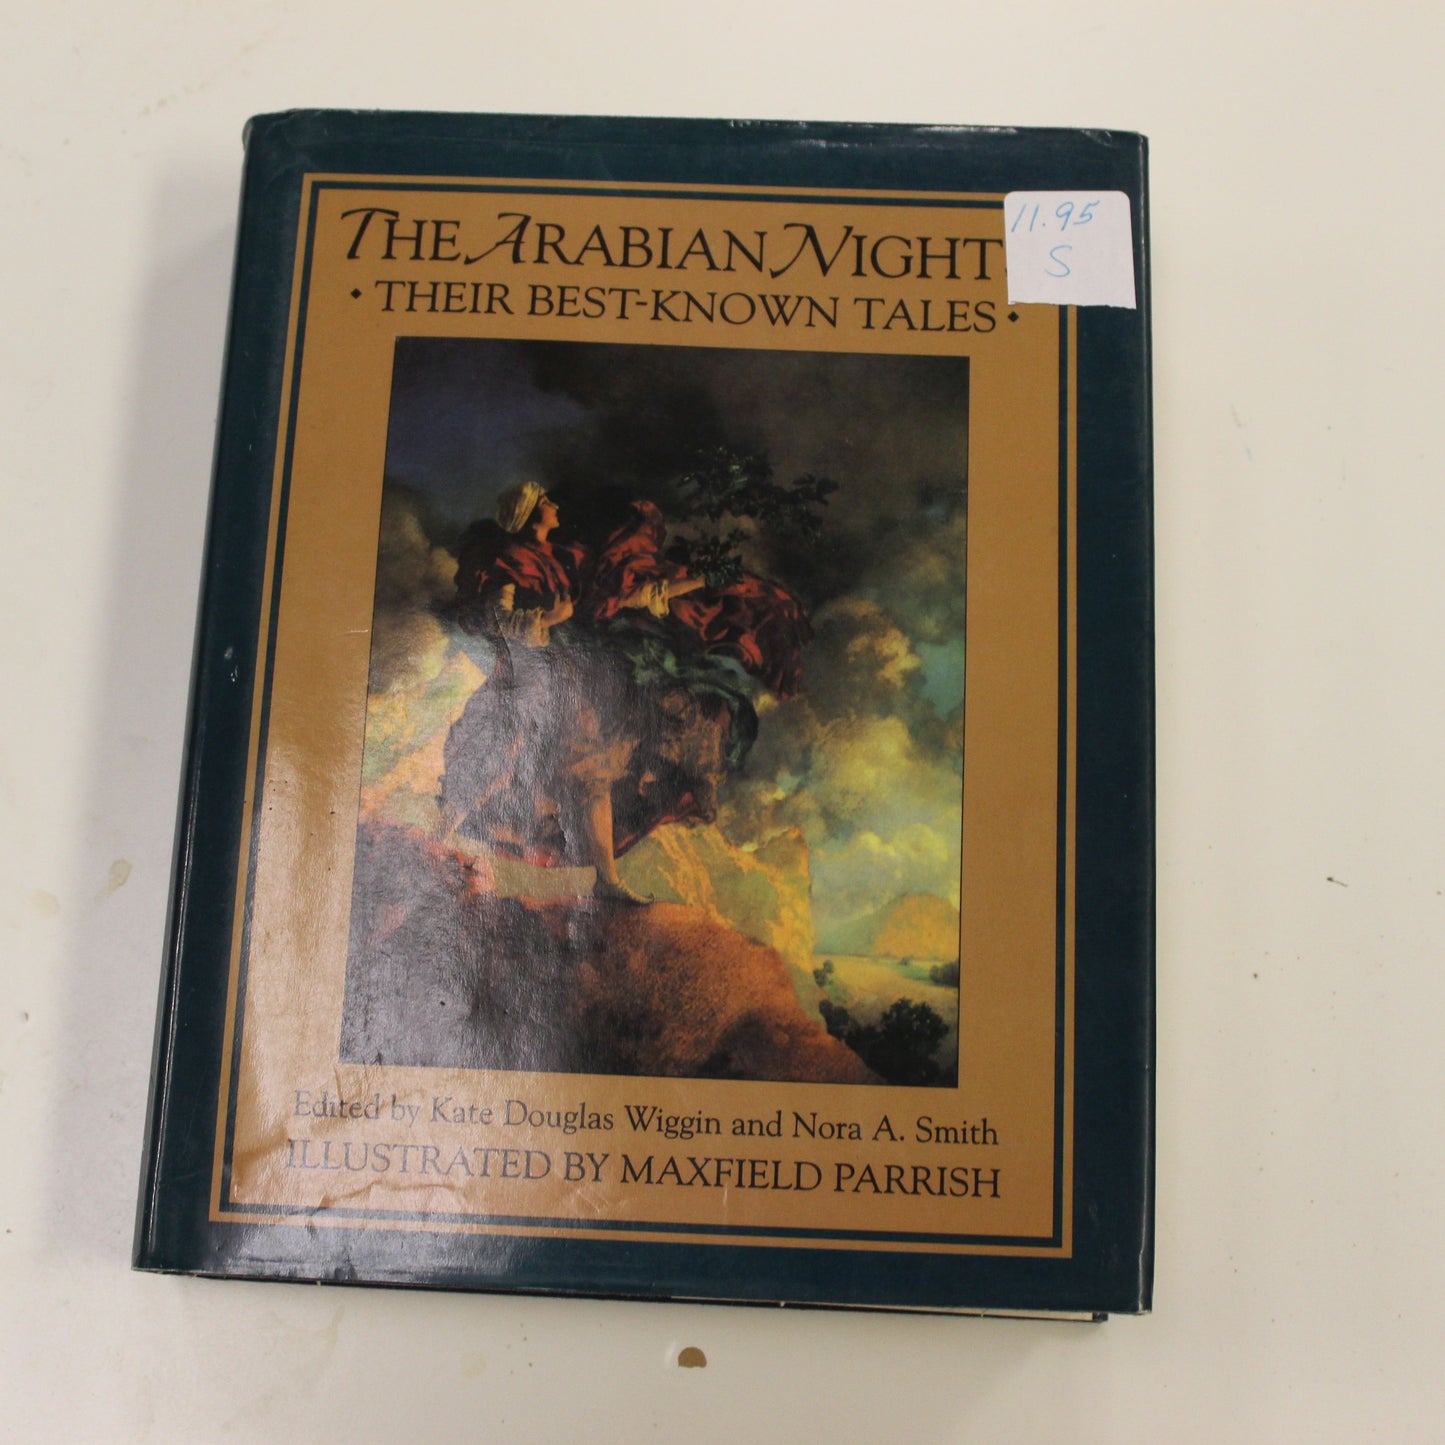 THE ARABIAN NIGHT
11.95
S
• THEIR BEST-KNOWN TALES •
Edited by Kate Douglas Wiggin and Nora A. Smith
ILLUSTRATED BY MAXFIELD PARRISH